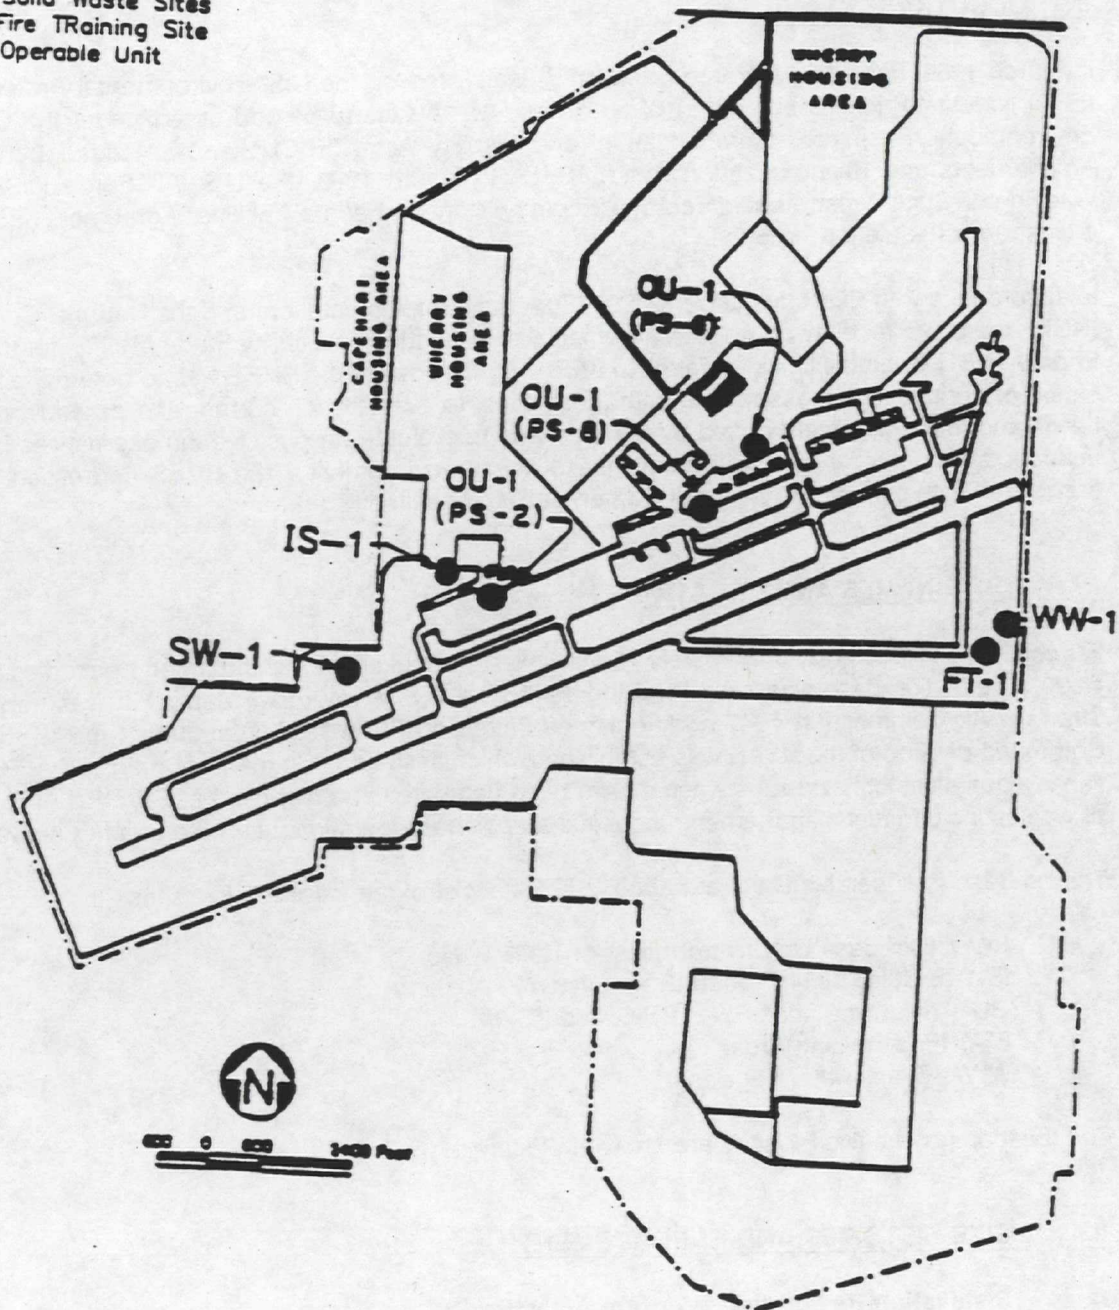 Solid Waste Sites
Fire TRaining Site
Operable Unit
WHERRY
HOUSING
AREA
CAPEHART
HOUSING AREA
WHERRY
HOUSING
AREA
OU-1
OU-1
(PS-8)
OU-1
(PS-2)
IS-1
SW-1
WW-1
FT-1
N
0
Feet